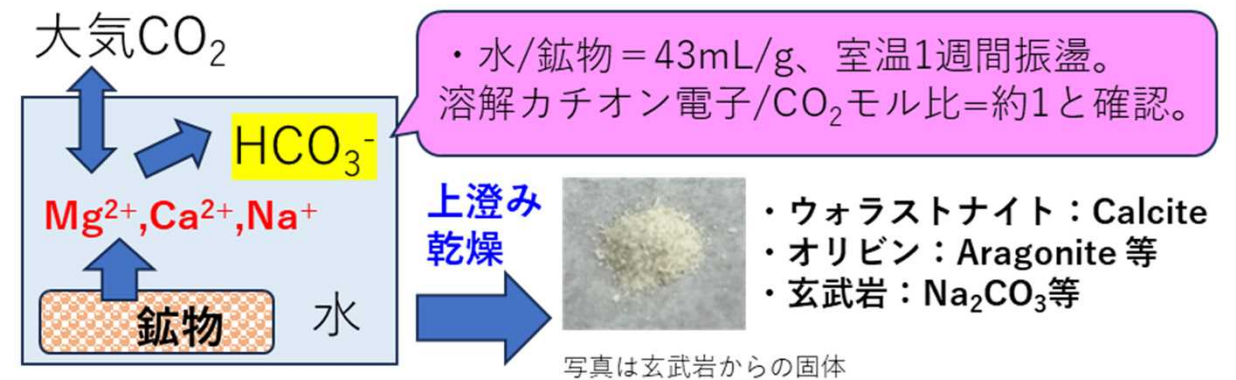 大気CO₂
・水/鉱物=43mL/g、室温1週間振盪。
溶解カチオン電子/CO₂モル比=約1と確認。
HCO₃⁻
Mg²⁺,Ca²⁺,Na⁺
鉱物
水
上澄み
乾燥
・ウォラストナイト：Calcite
・オリビン：Aragonite 等
・玄武岩：Na₂CO₃等
写真は玄武岩からの固体